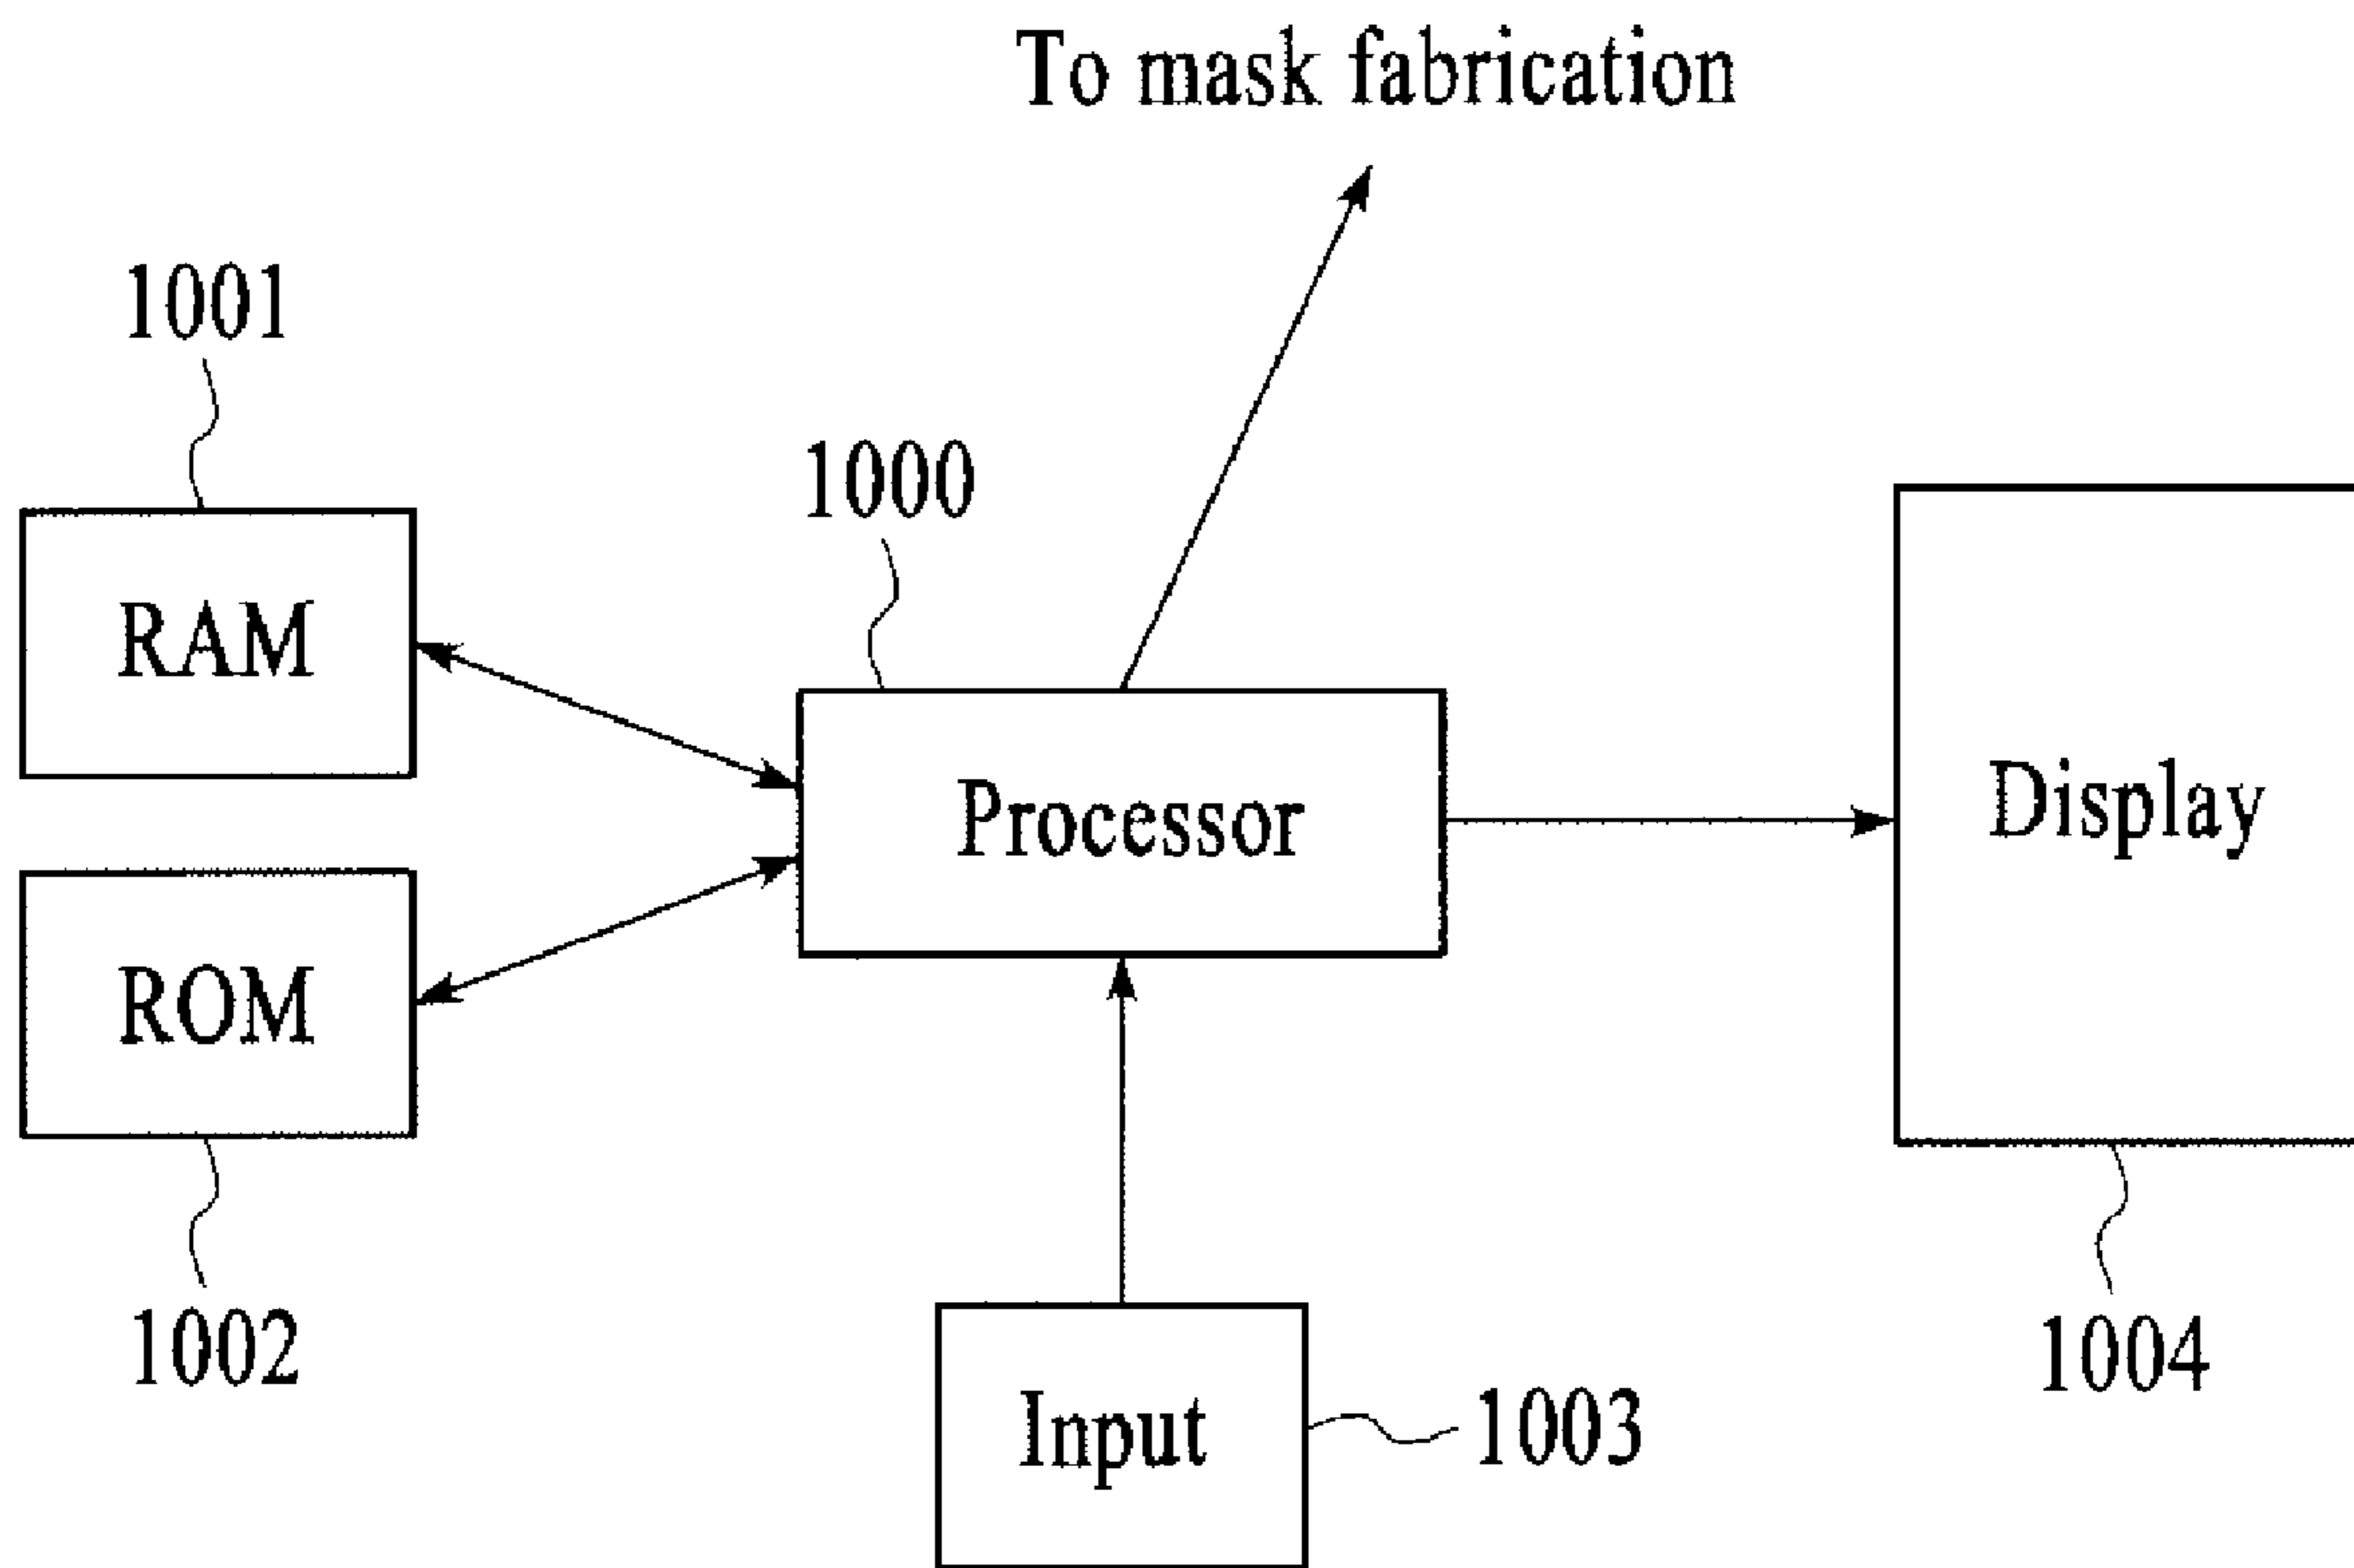 To mask fabrication
1001
1000
RAM
Processor
Display
ROM
1002
1004
Input
1003